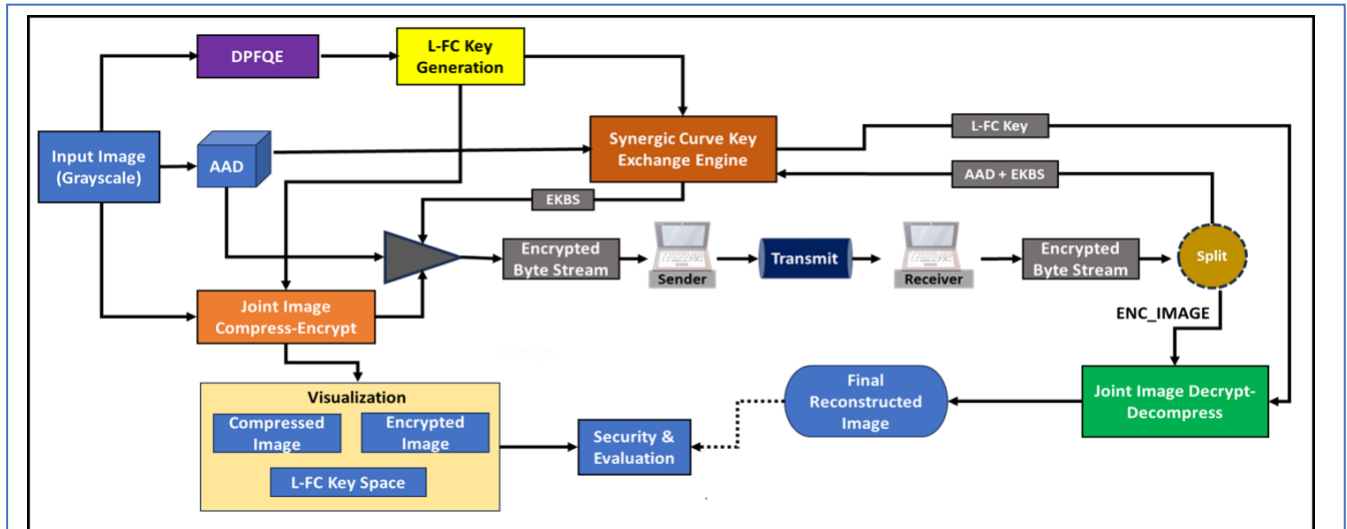 DPFQE
L-FC Key
Generation
Input Image
(Grayscale)
AAD
Synergic Curve Key
Exchange Engine
L-FC Key
AAD + EKBS
EKBS
Encrypted
Byte Stream
Sender
Transmit
Receiver
Encrypted
Byte Stream
Split
Joint Image
Compress-Encrypt
ENC_IMAGE
Visualization
Compressed
Image
Encrypted
Image
L-FC Key Space
Security &
Evaluation
Final
Reconstructed
Image
Joint Image Decrypt-
Decompress